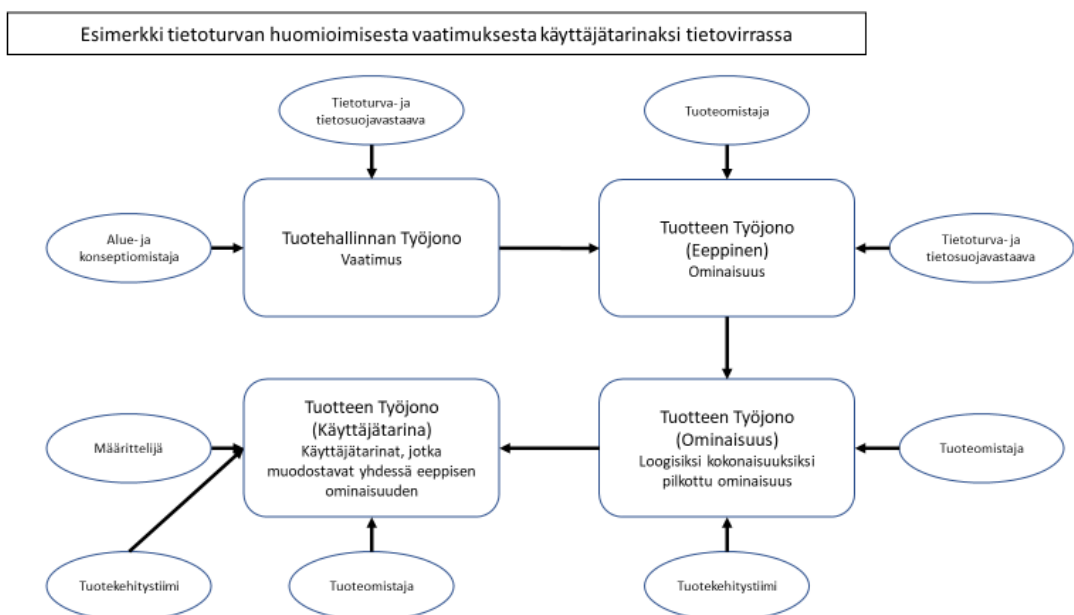 Esimerkki tietoturvan huomioimisesta vaatimuksesta käyttäjätarinaksi tietovirrassa
Tietoturva- ja
tietosuojavastaava
Tuoteomistaja
Alue- ja
konseptiomistaja
Tuotehallinnan Työjono
Vaatimus
Tuotteen Työjono
(Eeppinen)
Ominaisuus
Tietoturva- ja
tietosuojavastaava
Määrittelijä
Tuotteen Työjono
(Käyttäjätarina)
Käyttäjätarinat, jotka
muodostavat yhdessä eeppisen
ominaisuuden
Tuotteen Työjono
(Ominaisuus)
Loogisiksi kokonaisuuksiksi
pilkottu ominaisuus
Tuoteomistaja
Tuotekehitystiimi
Tuoteomistaja
Tuotekehitystiimi